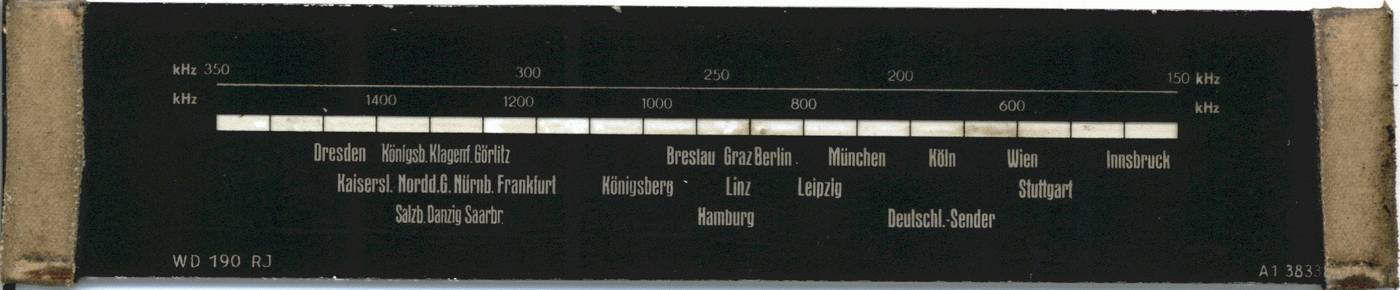 kHz 350 300 250 200 150 kHz
kHz 1400 1200 1000 800 600 kHz
Dresden Königsb. Klagenf. Görlitz Breslau Graz Berlin München Köln Wien Innsbruck
Kaisersl. Nordd.G. Nürnb. Frankfurt Königsberg Linz Leipzig Stuttgart
Salzb. Danzig Saarbr. Hamburg Deutschl.-Sender
WD 190 RJ A1 3833